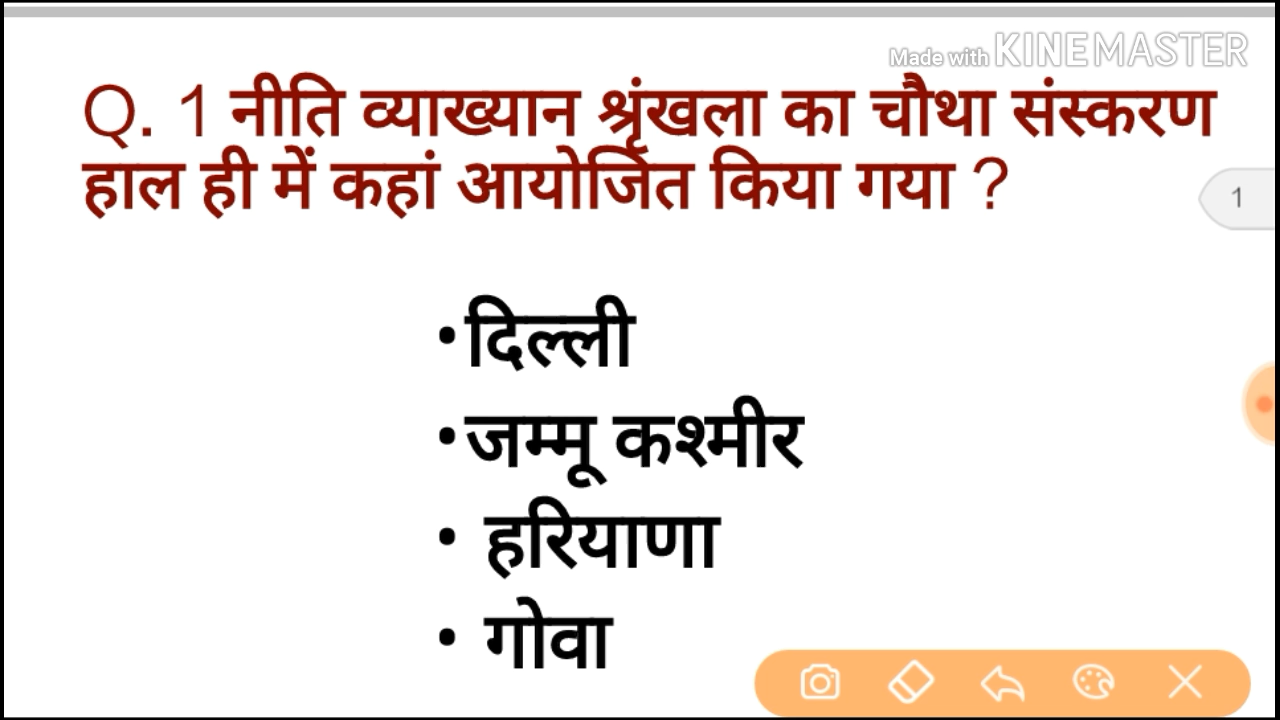 Made with KINEMASTER
Q. 1 नीति व्याख्यान श्रृंखला का चौथा संस्करण
हाल ही में कहां आयोजित किया गया ?
1
•दिल्ली
•जम्मू कश्मीर
• हरियाणा
• गोवा